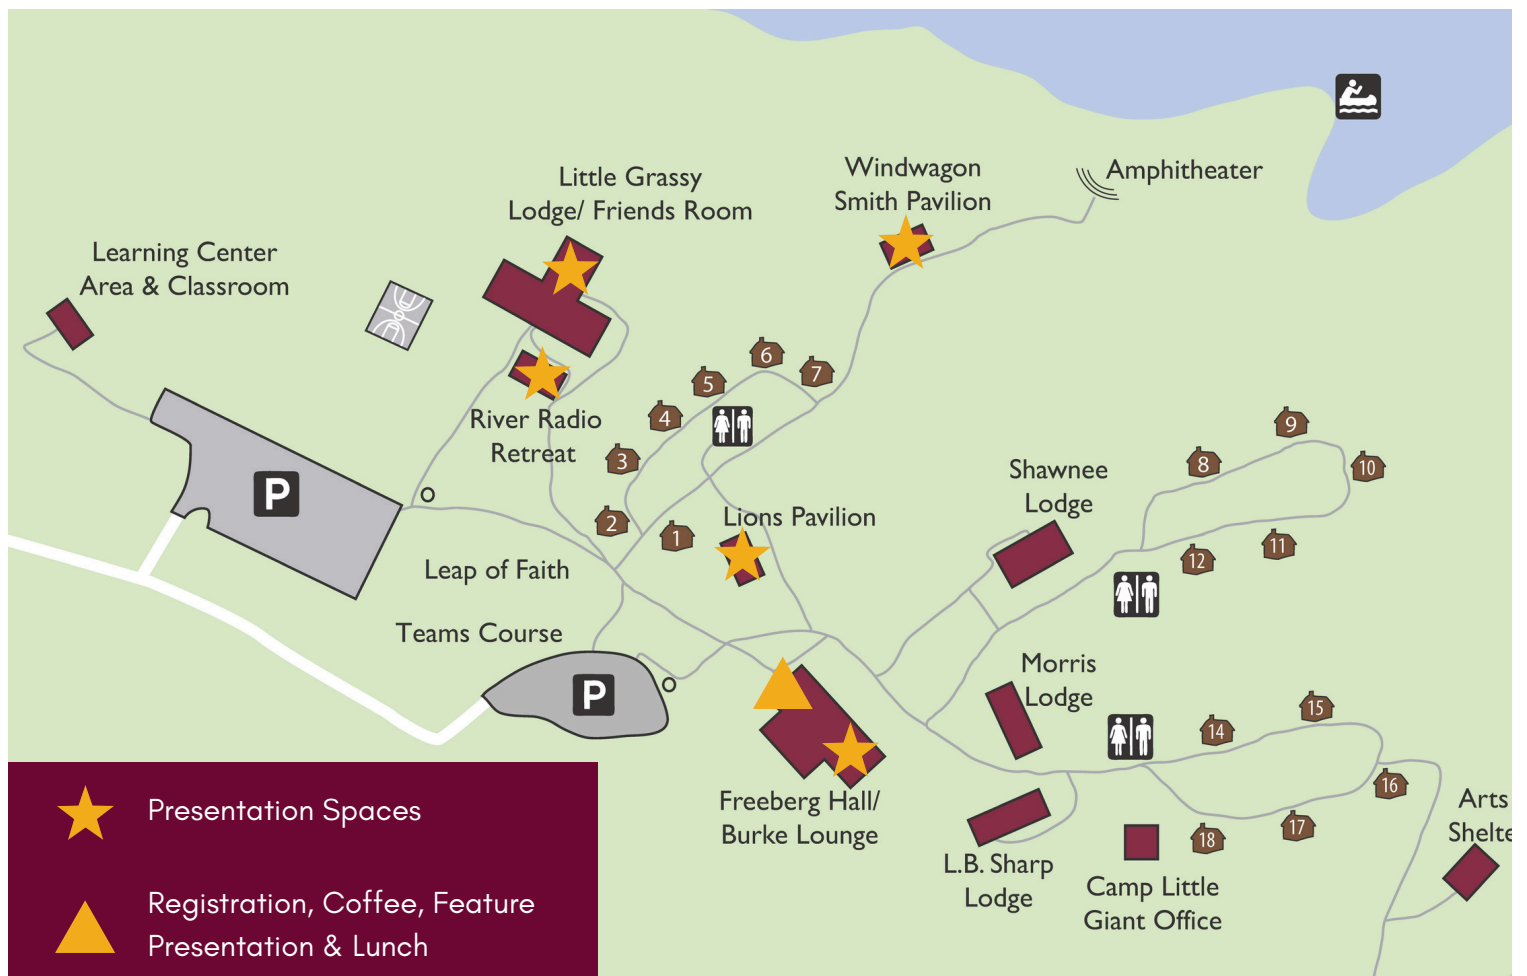 Windwagon
Smith Pavilion
Amphitheater
Little Grassy
Lodge/ Friends Room
Learning Center
Area & Classroom
6
7
5
4
3
River Radio
Retreat
9
8
10
Shawnee
Lodge
P
2
1
Lions Pavilion
11
12
Leap of Faith
Teams Course
P
Morris
Lodge
15
14
16
Freeberg Hall/
Burke Lounge
17
18
Arts
Shelte
L.B. Sharp
Lodge
Camp Little
Giant Office
Presentation Spaces
Registration, Coffee, Feature
Presentation & Lunch